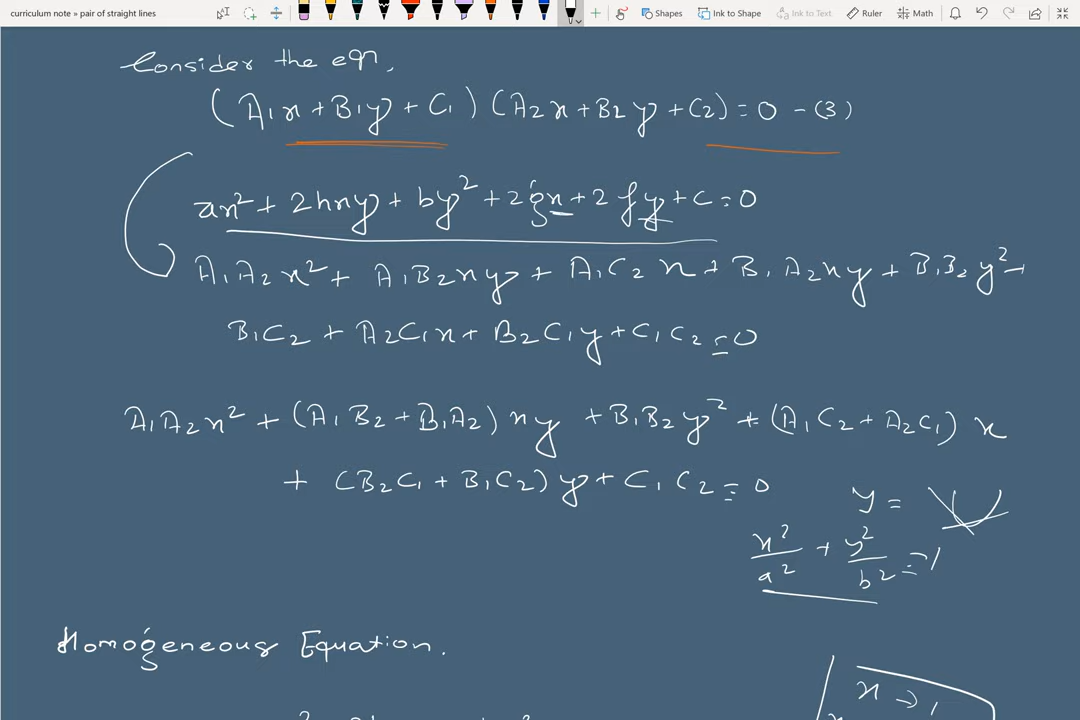 curriculum note » pair of straight lines
Shapes Ink to Shape Ink to Text Ruler Math
Consider the eqn,
(A₁x + B₁y + C₁) (A₂x + B₂y + C₂) = 0 - (3)
ax² + 2hxy + by² + 2gx + 2fy + c = 0
A₁A₂x² + A₁B₂xy + A₁C₂x + B₁A₂xy + B₁B₂y² +
B₁C₂ + A₂C₁x + B₂C₁y + C₁C₂ = 0
A₁A₂x² + (A₁B₂ + B₁A₂) xy + B₁B₂y² + (A₁C₂ + A₂C₁) x
+ (B₂C₁ + B₁C₂) y + C₁C₂ = 0
y =
x²/a² + y²/b² = 1
Homogeneous Equation.
x →